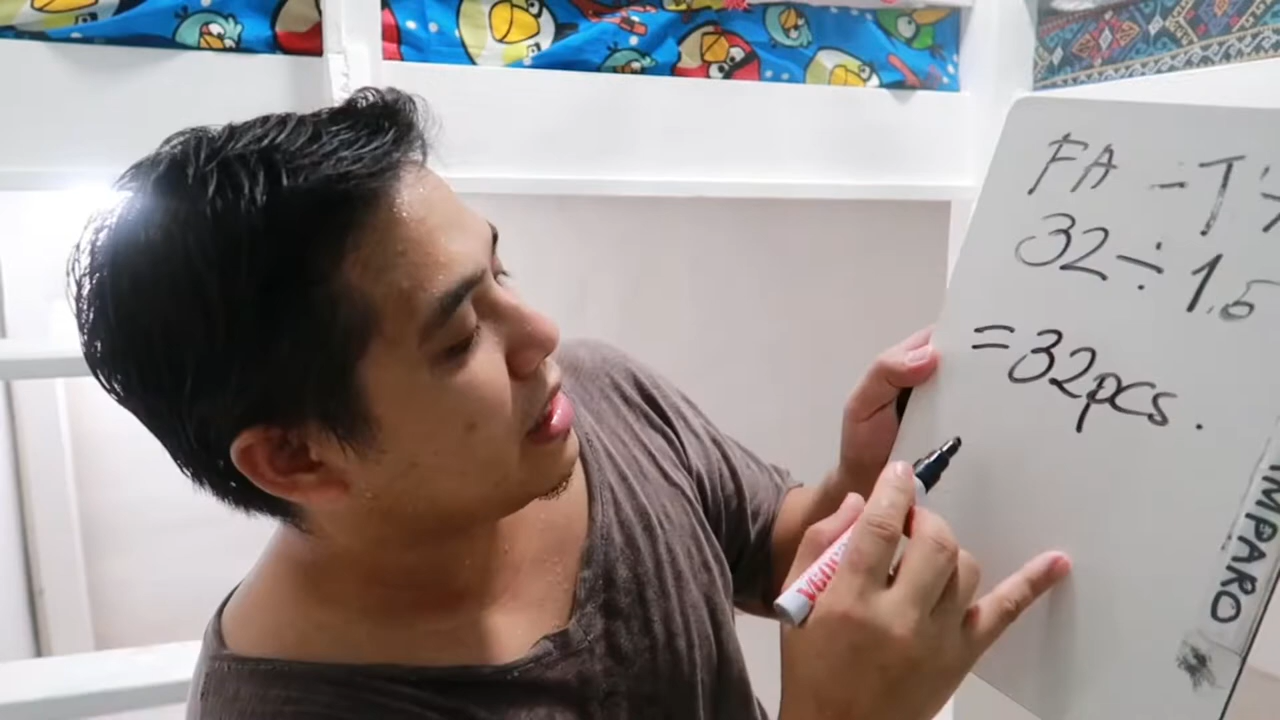 FA - T
32 ÷ 1.5
= 32pcs.
IMPARO